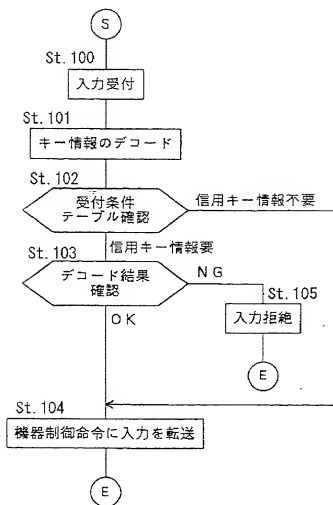 S
St.100
入力受付
St.101
キー情報のデコード
St.102
受付条件
テーブル確認
信用キー情報不要
信用キー情報要
St.103
デコード結果
確認
NG
St.105
入力拒絶
OK
E
St.104
機器制御命令に入力を転送
E